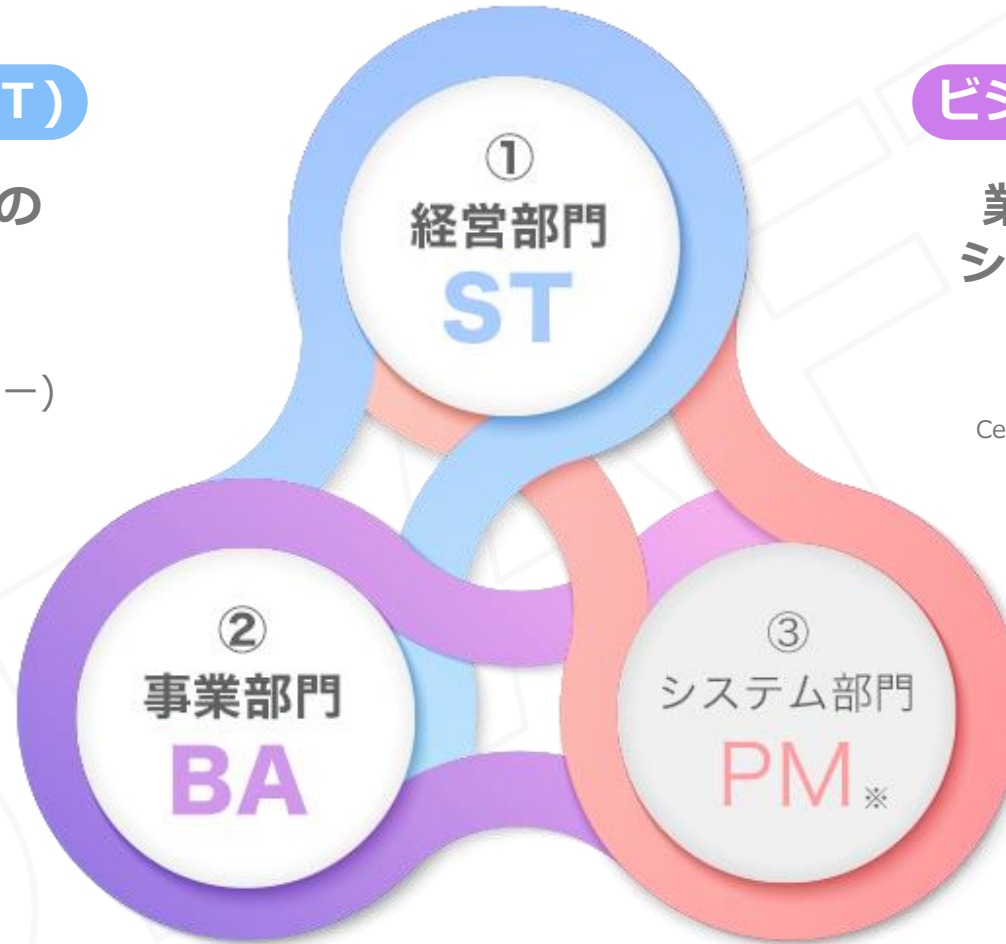 T)
の
ー)
①
経営部門
ST
ビジ
業
シ
Ce
②
事業部門
BA
③
システム部門
PM※